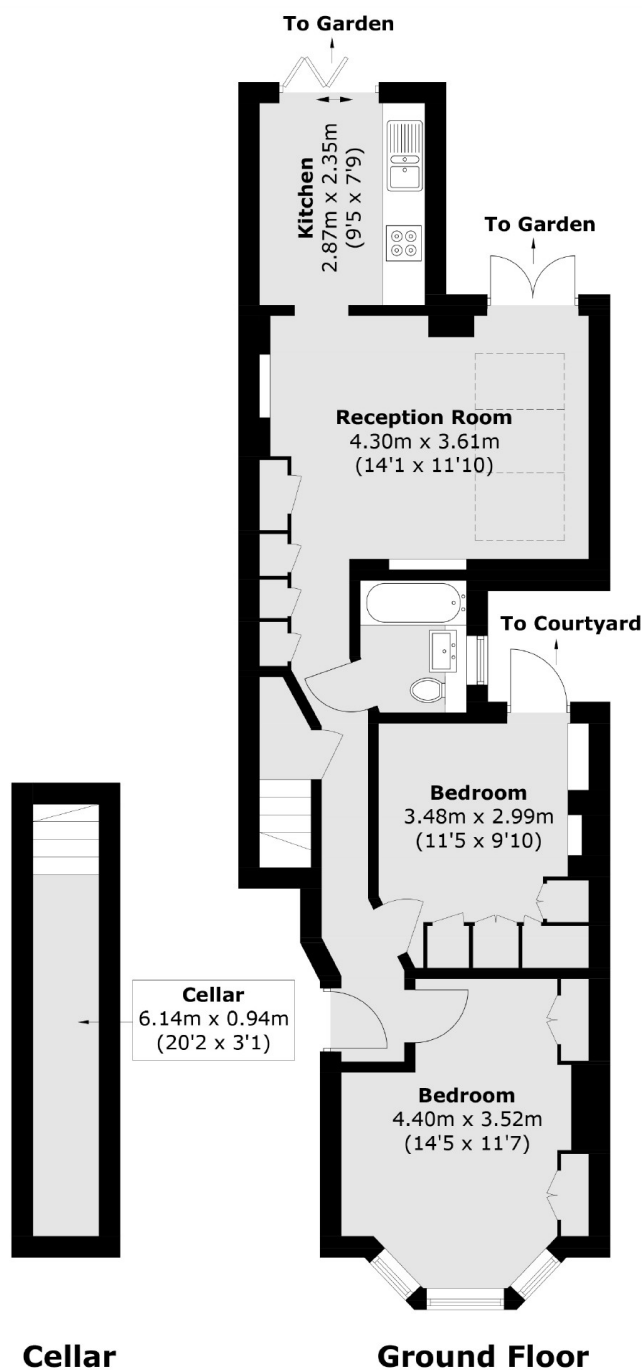 To Garden
Kitchen
2.87m x 2.35m
(9'5 x 7'9)
To Garden
Reception Room
4.30m x 3.61m
(14'1 x 11'10)
To Courtyard
Bedroom
3.48m x 2.99m
(11'5 x 9'10)
Cellar
6.14m x 0.94m
(20'2 x 3'1)
Bedroom
4.40m x 3.52m
(14'5 x 11'7)
Cellar
Ground Floor